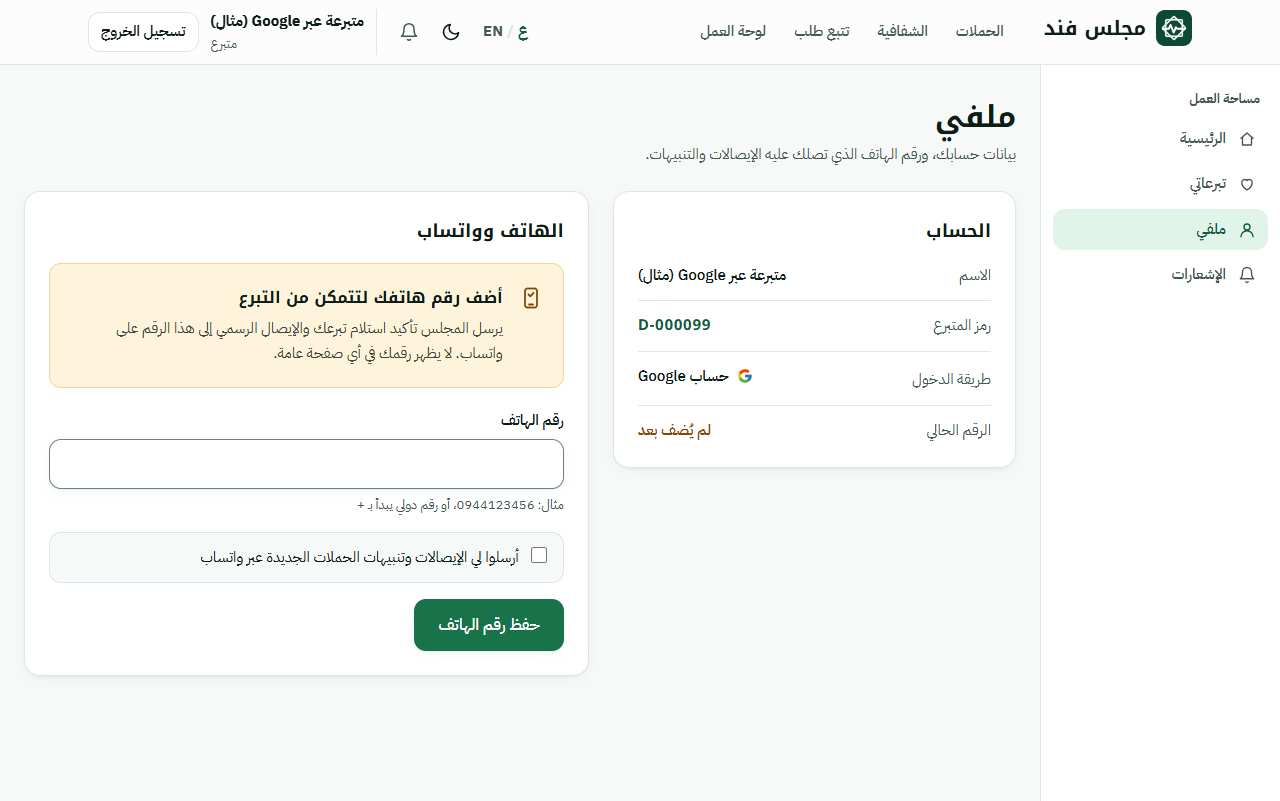 مجلس فند
الحملات
الشفافية
تتبع طلب
لوحة العمل
ع / EN
متبرعة عبر Google (مثال)
متبرع
تسجيل الخروج
مساحة العمل
الرئيسية
تبرعاتي
ملفي
الإشعارات
ملفي
بيانات حسابك، ورقم الهاتف الذي تصلك عليه الإيصالات والتنبيهات.
الحساب
الاسم
متبرعة عبر Google (مثال)
رمز المتبرع
D-000099
طريقة الدخول
حساب Google
الرقم الحالي
لم يُضف بعد
الهاتف وواتساب
أضف رقم هاتفك لتتمكن من التبرع
يرسل المجلس تأكيد استلام تبرعك والإيصال الرسمي إلى هذا الرقم على
واتساب. لا يظهر رقمك في أي صفحة عامة.
رقم الهاتف
مثال: 0944123456، أو رقم دولي يبدأ بـ +
أرسلوا لي الإيصالات وتنبيهات الحملات الجديدة عبر واتساب
حفظ رقم الهاتف